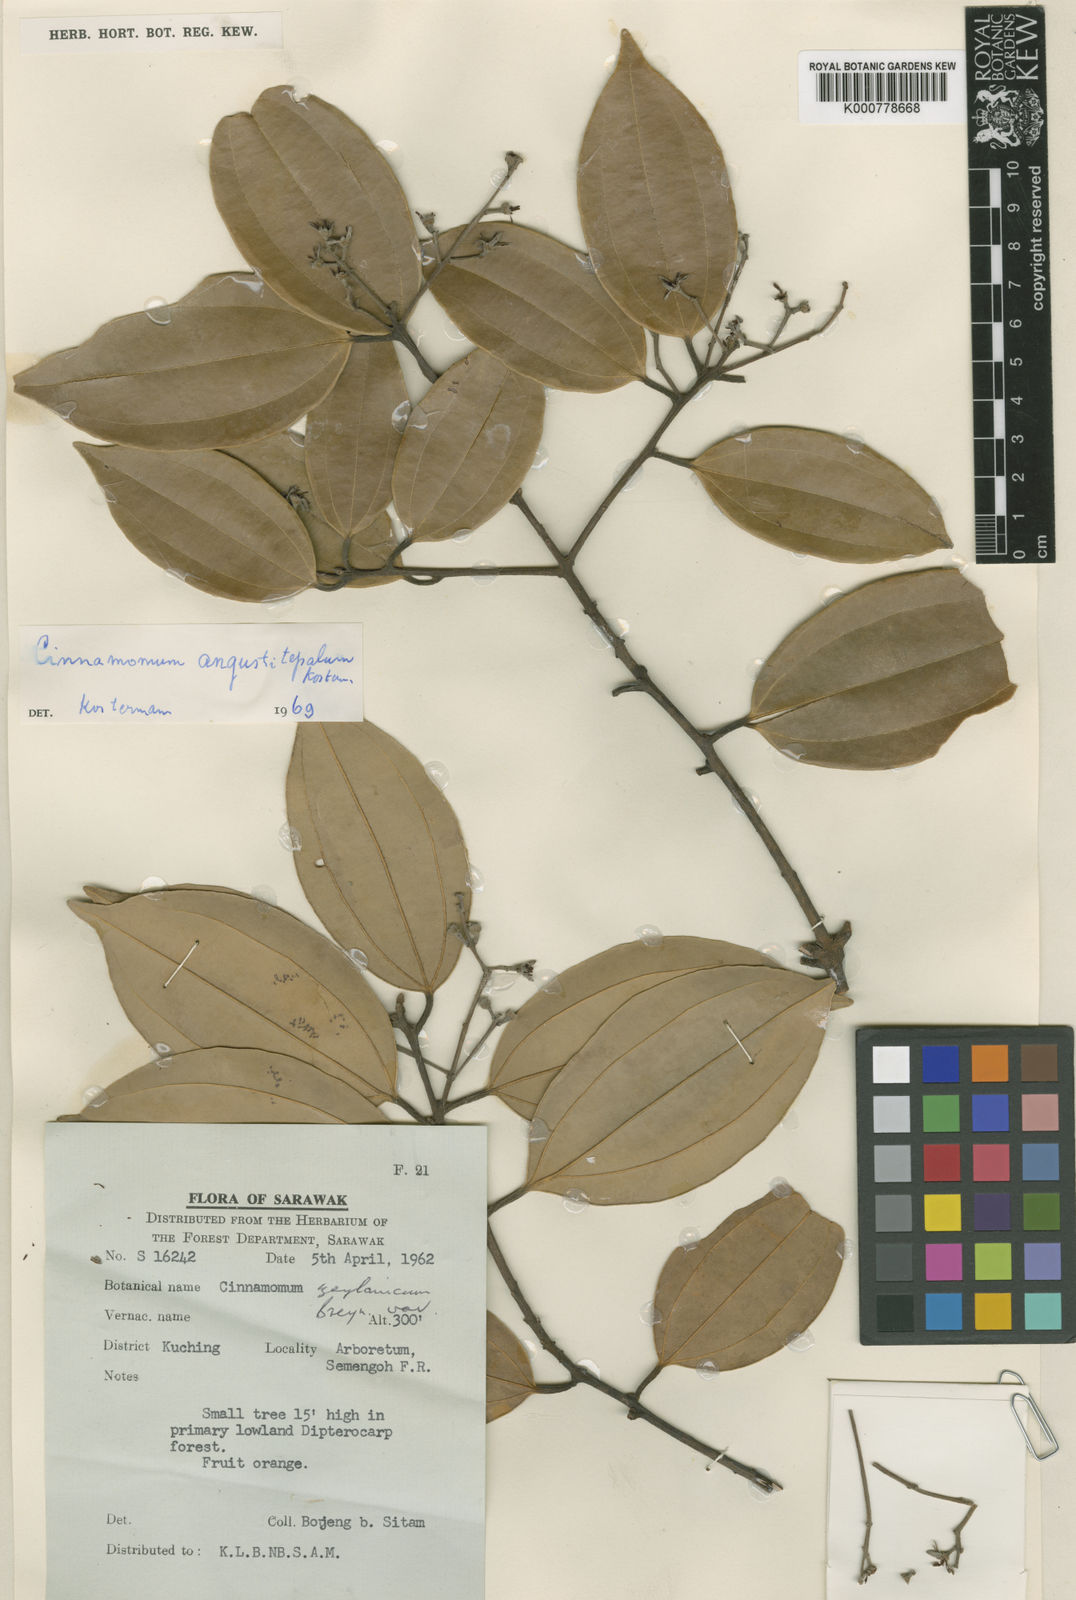 HERB. HORT. BOT. REG. KEW.
ROYAL BOTANIC GARDENS KEW
K000778668
ROYAL
BOTANIC
GARDENS
KEW
copyright reserved
10
9
8
7
6
5
4
3
2
1
0
cm
Cinnamomum angustitepalum
Kosterm.
DET. Kostermans 1969
F. 21
FLORA OF SARAWAK
DISTRIBUTED FROM THE HERBARIUM OF
THE FOREST DEPARTMENT, SARAWAK
No. S 16242 Date 5th April, 1962
Botanical name Cinnamomum zeylanicum
Vernac. name breyn. var.
Alt. 300'
District Kuching Locality Arboretum,
Semengoh F.R.
Notes
Small tree 15' high in
primary lowland Dipterocarp
forest.
Fruit orange.
Det. Coll. Bojeng b. Sitam
Distributed to: K.L.B.NB.S.A.M.